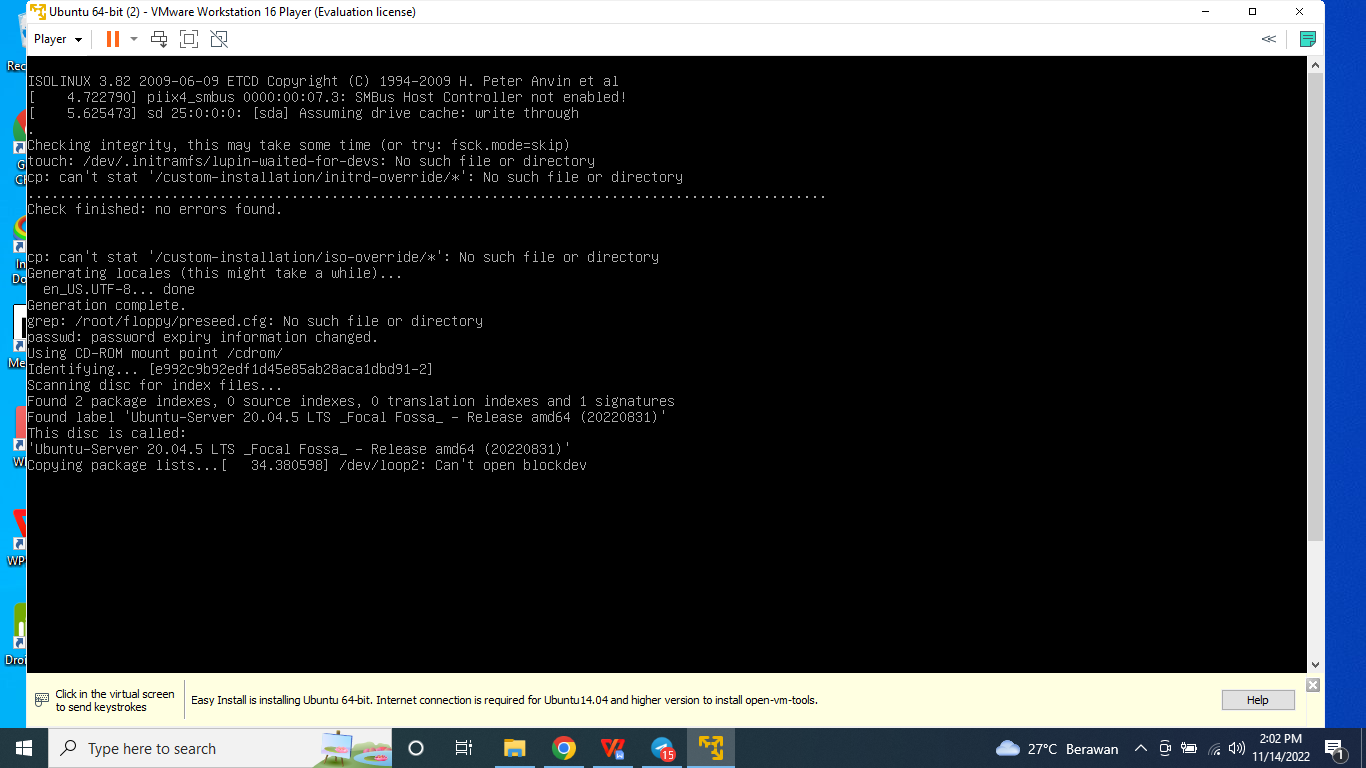 Ubuntu 64-bit (2) - VMware Workstation 16 Player (Evaluation license)
Player
ISOLINUX 3.82 2009-06-09 ETCD Copyright (C) 1994-2009 H. Peter Anvin et al
[    4.722790] piix4_smbus 0000:00:07.3: SMBus Host Controller not enabled!
[    5.625473] sd 25:0:0:0: [sda] Assuming drive cache: write through
.
Checking integrity, this may take some time (or try: fsck.mode=skip)
touch: /dev/.initramfs/lupin-waited-for-devs: No such file or directory
cp: can't stat '/custom-installation/initrd-override/*': No such file or directory
....................................................................................................
Check finished: no errors found.
cp: can't stat '/custom-installation/iso-override/*': No such file or directory
Generating locales (this might take a while)...
  en_US.UTF-8... done
Generation complete.
grep: /root/floppy/preseed.cfg: No such file or directory
passwd: password expiry information changed.
Using CD-ROM mount point /cdrom/
Identifying... [e992c9b92edf1d45e85ab28aca1dbd91-2]
Scanning disc for index files...
Found 2 package indexes, 0 source indexes, 0 translation indexes and 1 signatures
Found label 'Ubuntu-Server 20.04.5 LTS _Focal Fossa_ - Release amd64 (20220831)'
This disc is called:
'Ubuntu-Server 20.04.5 LTS _Focal Fossa_ - Release amd64 (20220831)'
Copying package lists...[   34.380598] /dev/loop2: Can't open blockdev
Click in the virtual screen
to send keystrokes
Easy Install is installing Ubuntu 64-bit. Internet connection is required for Ubuntu14.04 and higher version to install open-vm-tools.
Help
Rec
G
Ch
In
Do
Me
WP
Droi
Type here to search
15
27°C Berawan
2:02 PM
11/14/2022
1